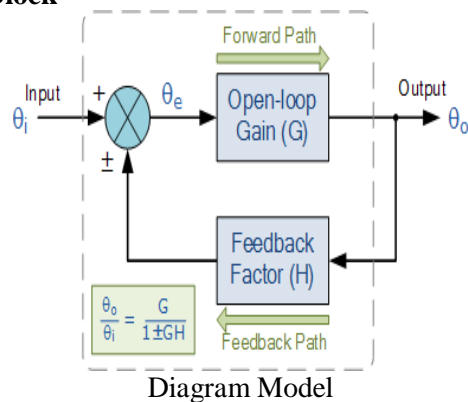 block
Forward Path
Input
Output
+
θi
θe
Open-loop
Gain (G)
θo
±
Feedback
Factor (H)
θo/θi = G/1±GH
Feedback Path
Diagram Model